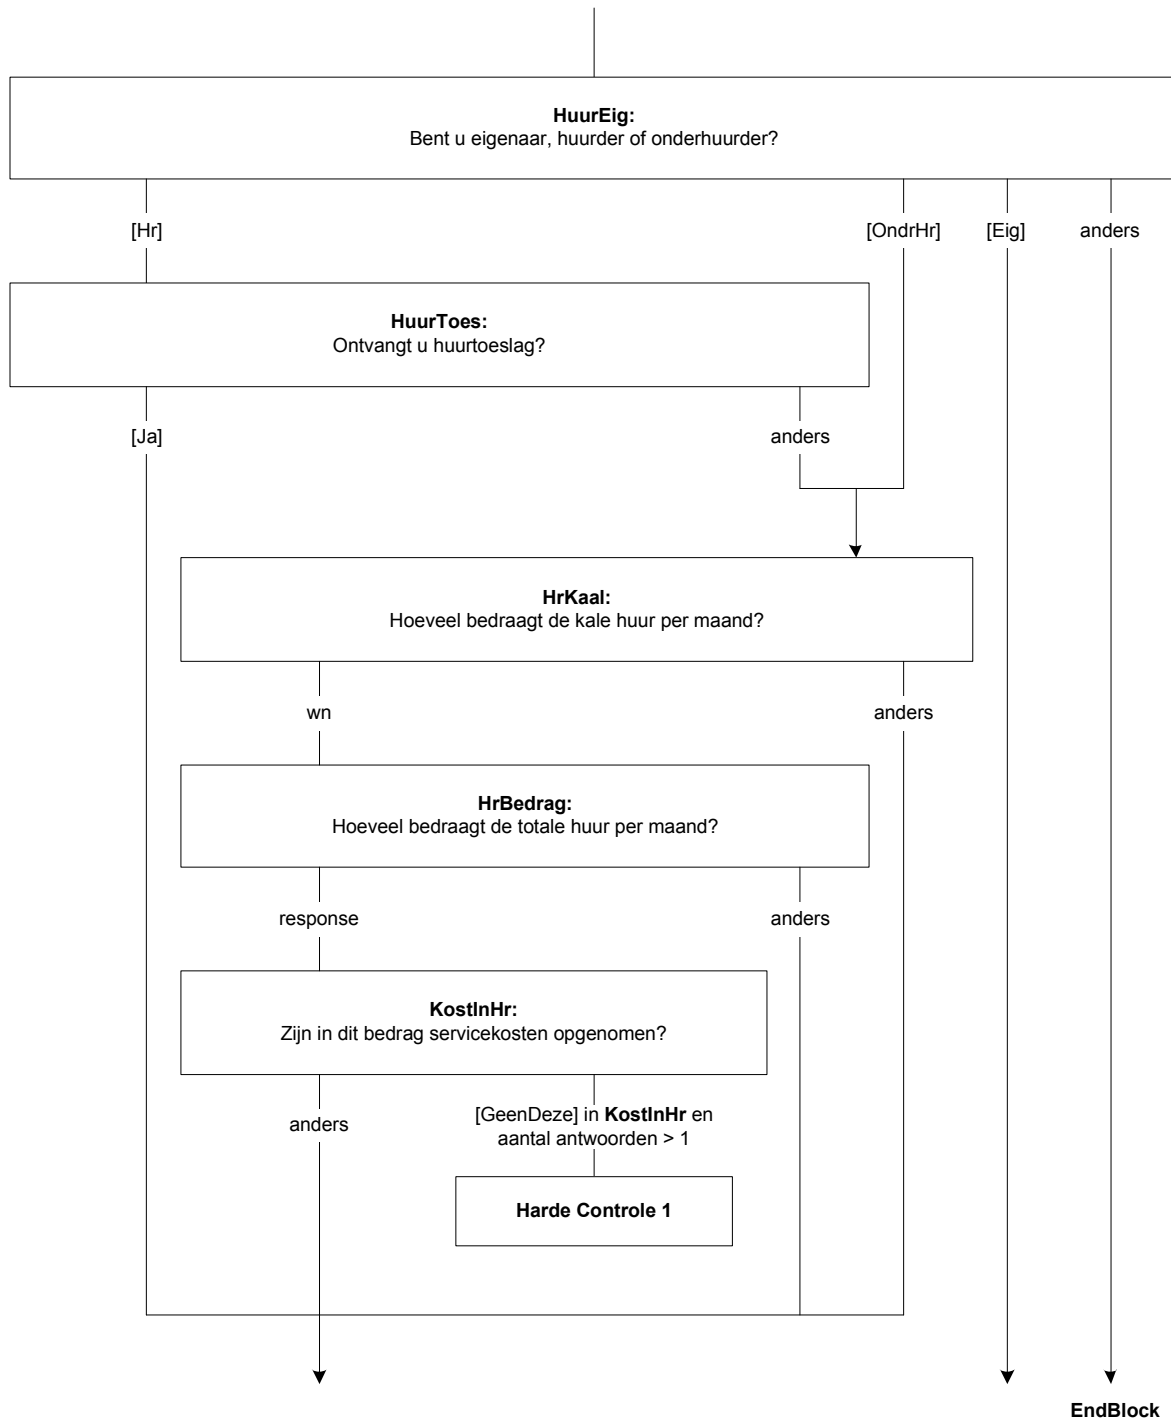 HuurEig:
Bent u eigenaar, huurder of onderhuurder?
[Hr]
[OndrHr]
[Eig]
anders
HuurToes:
Ontvangt u huurtoeslag?
[Ja]
anders
HrKaal:
Hoeveel bedraagt de kale huur per maand?
wn
anders
HrBedrag:
Hoeveel bedraagt de totale huur per maand?
response
anders
KostInHr:
Zijn in dit bedrag servicekosten opgenomen?
anders
[GeenDeze] in KostInHr en
aantal antwoorden > 1
Harde Controle 1
EndBlock